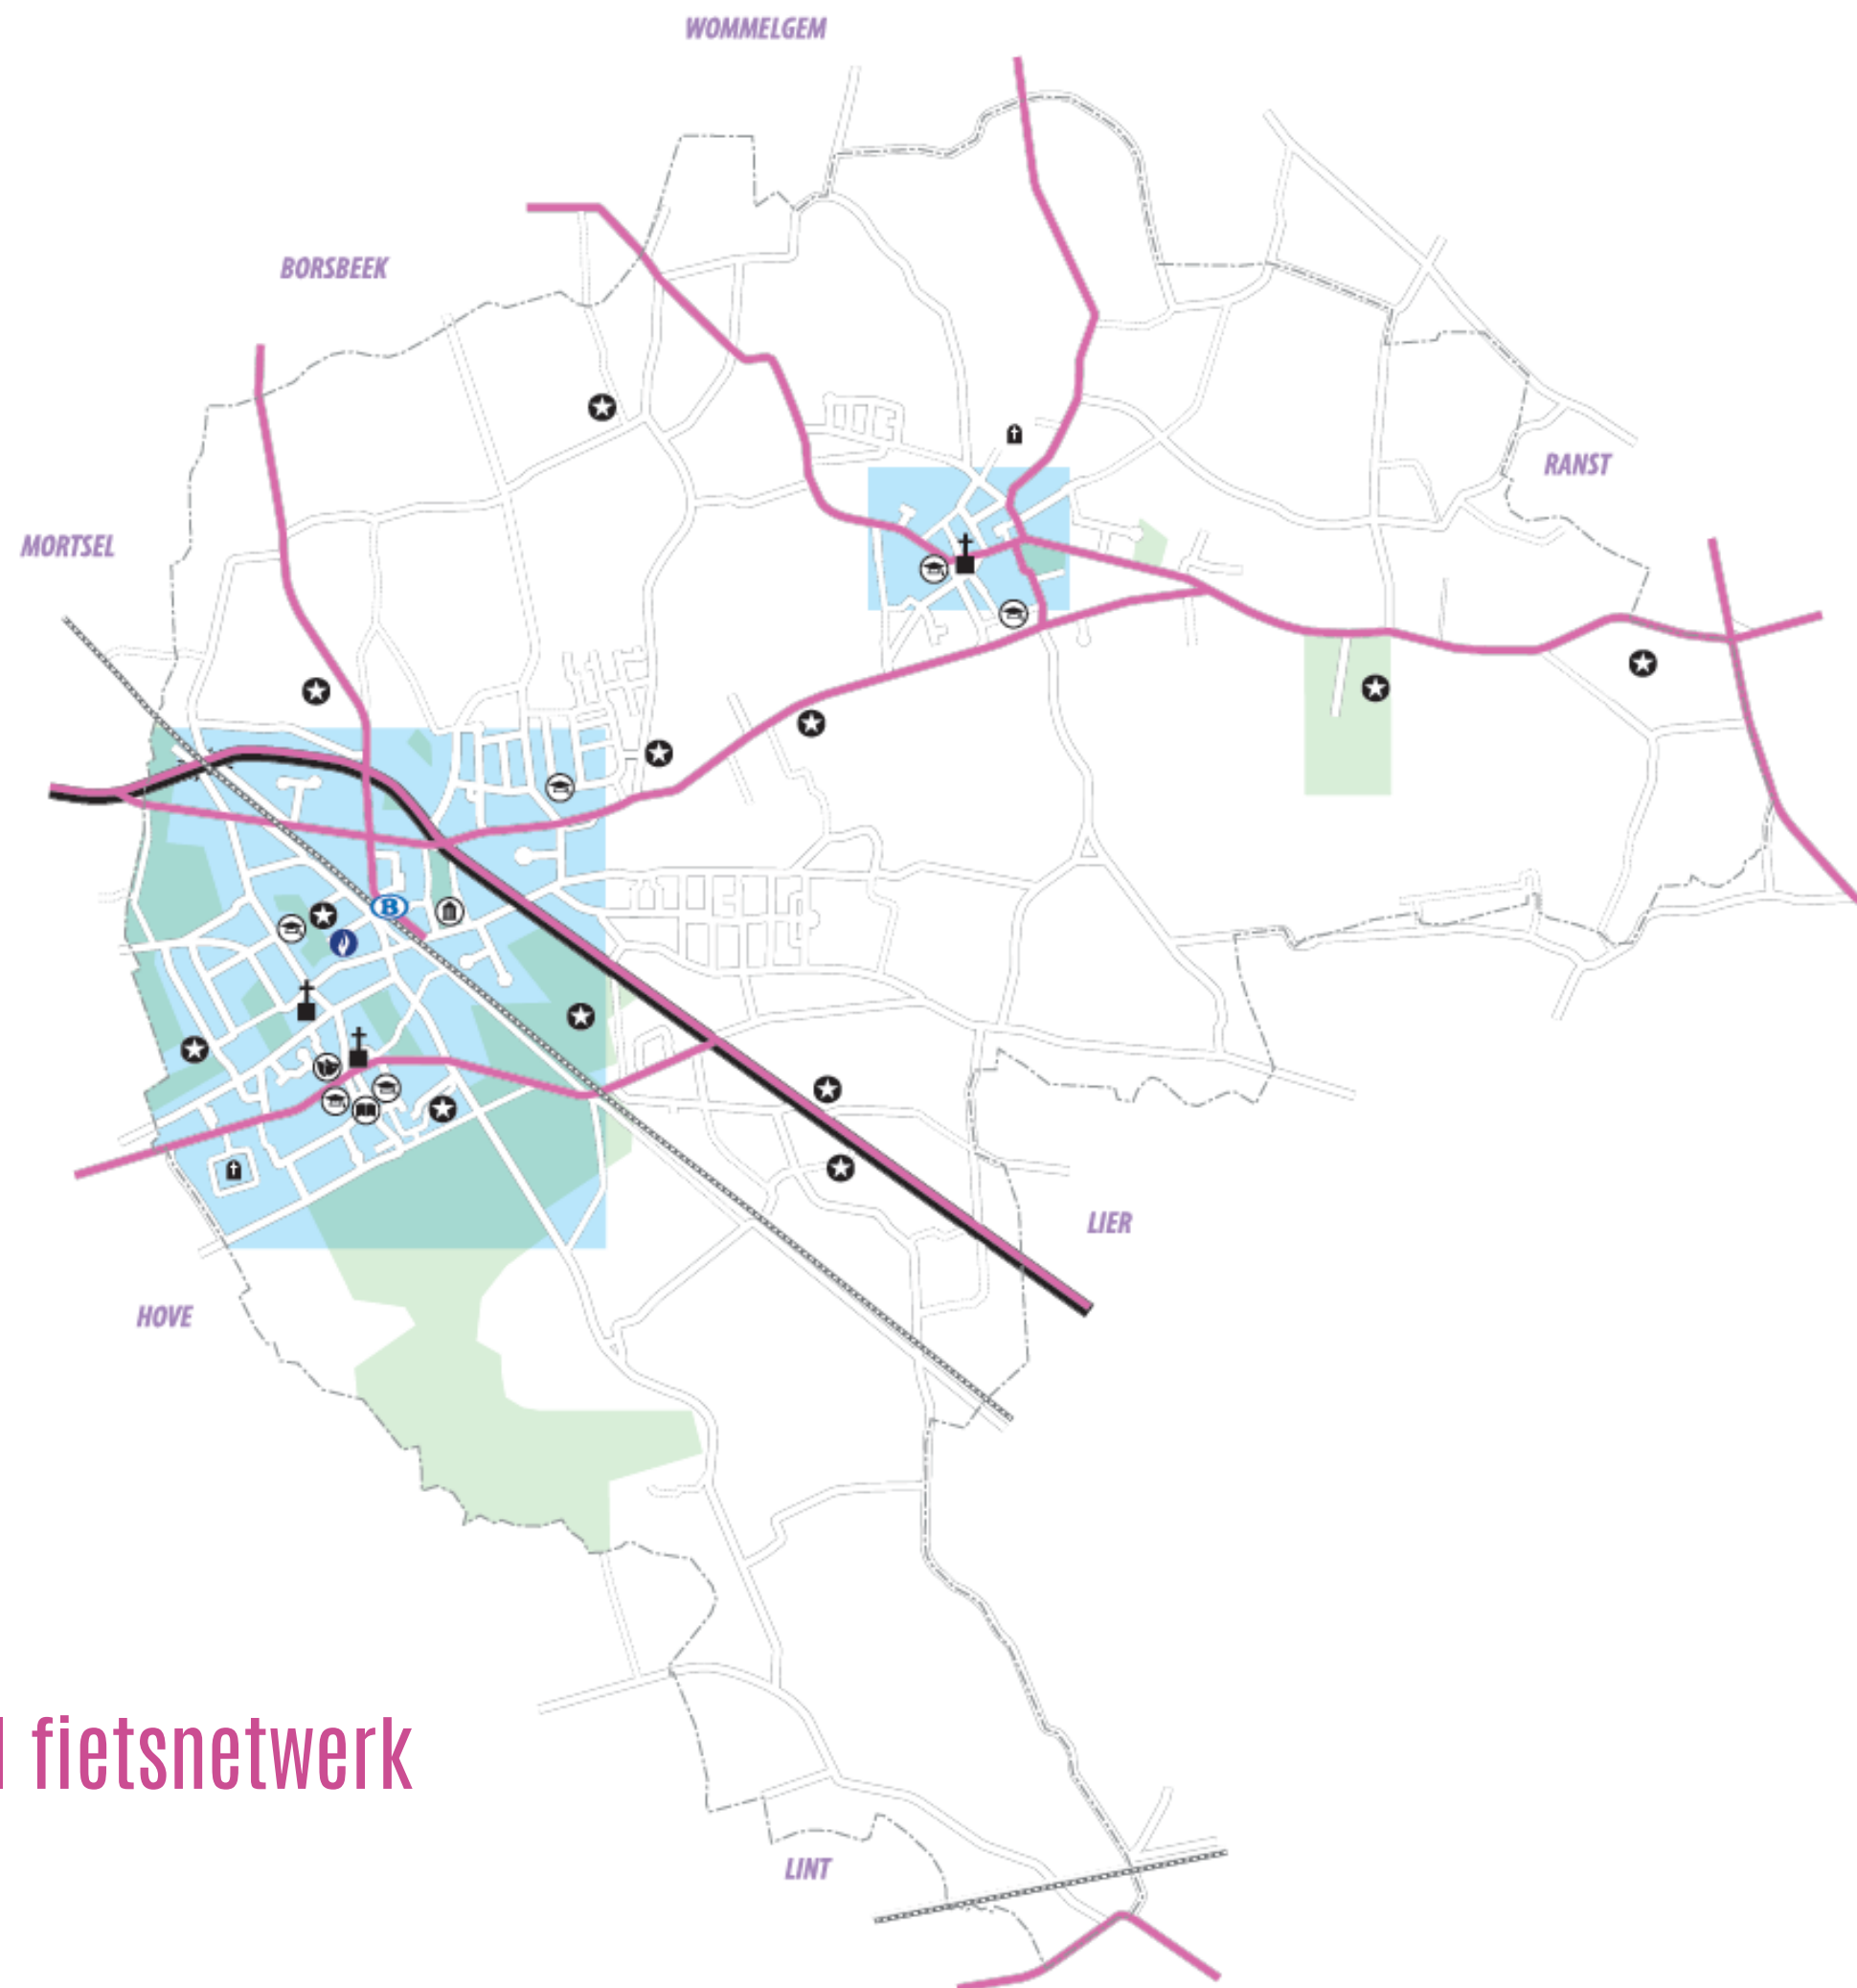 WOMMELGEM
BORSBEEK
RANST
MORTSEL
B
LIER
HOVE
fietsnetwerk
LINT